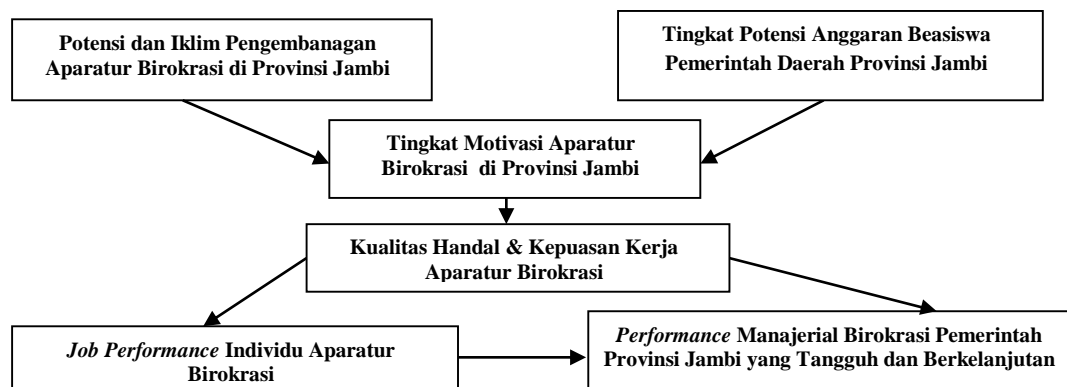 Potensi dan Iklim Pengembanagan
Aparatur Birokrasi di Provinsi Jambi
Tingkat Potensi Anggaran Beasiswa
Pemerintah Daerah Provinsi Jambi
Tingkat Motivasi Aparatur
Birokrasi di Provinsi Jambi
Kualitas Handal & Kepuasan Kerja
Aparatur Birokrasi
Job Performance Individu Aparatur
Birokrasi
Performance Manajerial Birokrasi Pemerintah
Provinsi Jambi yang Tangguh dan Berkelanjutan